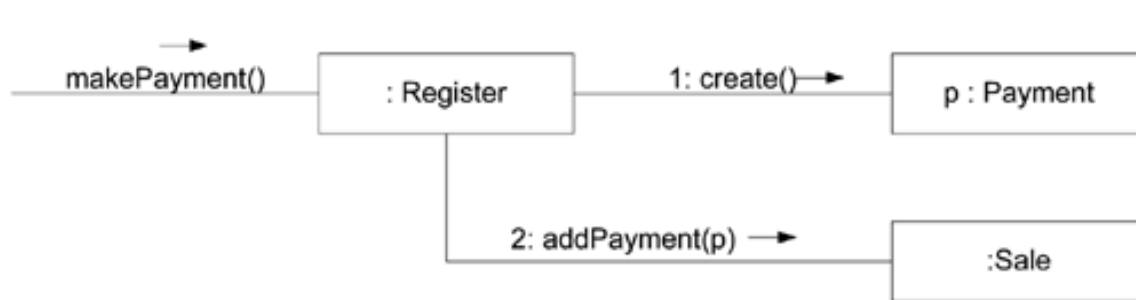 makePayment()
: Register
1: create()
p : Payment
2: addPayment(p)
:Sale